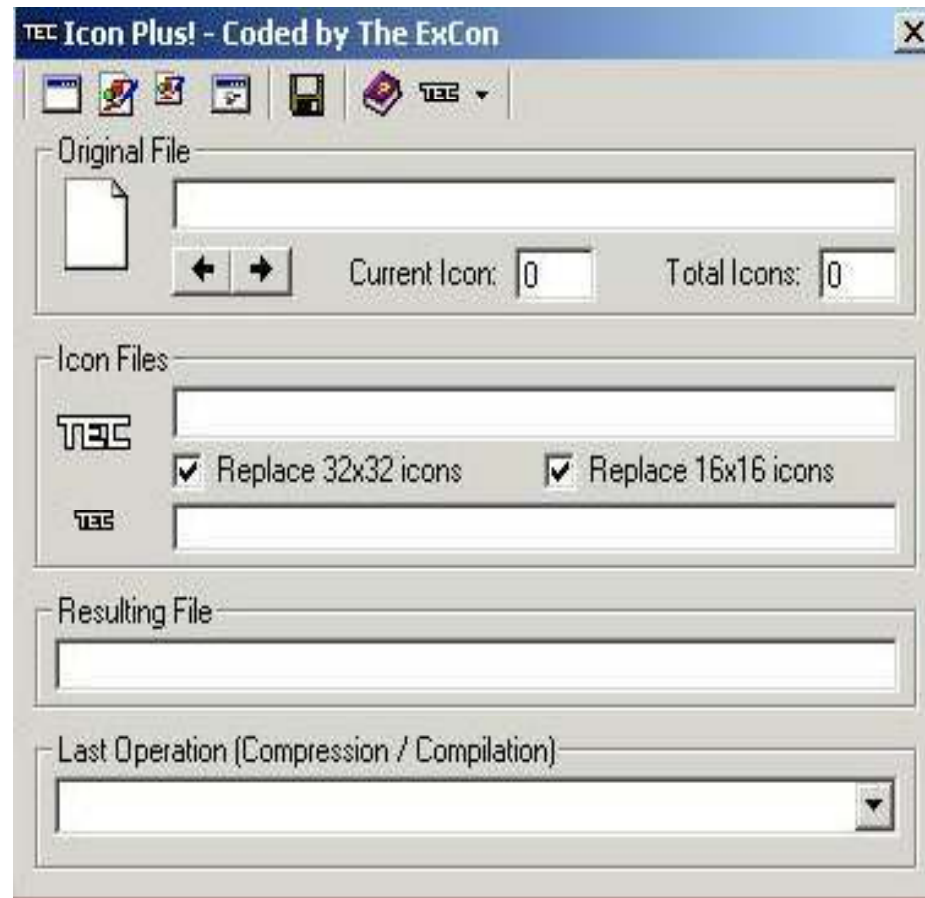 TEC Icon Plus! - Coded by The ExCon
TEC
Original File
Current Icon: 0 Total Icons: 0
Icon Files
TEC
Replace 32x32 icons Replace 16x16 icons
TEC
Resulting File
Last Operation (Compression / Compilation)